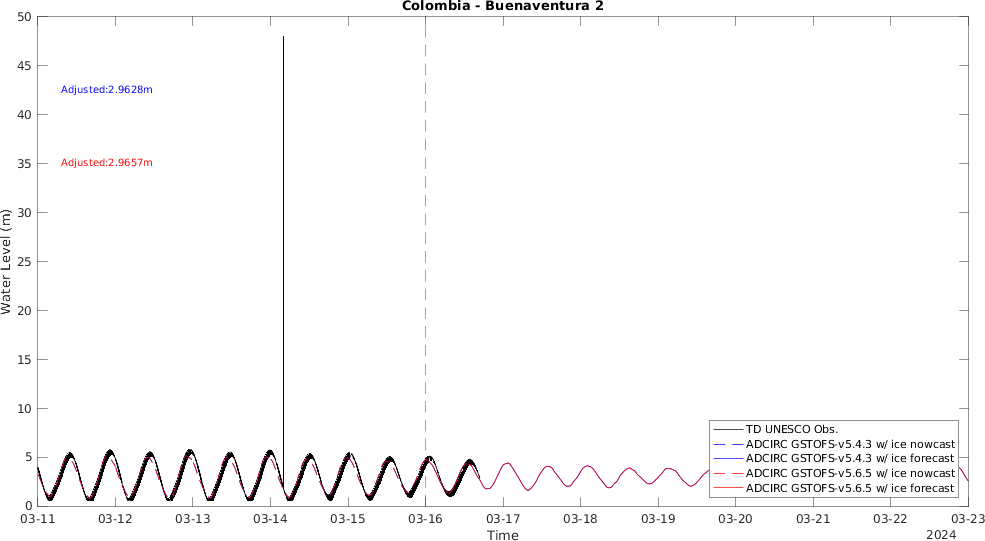 Colombia - Buenaventura 2
50
45
40
35
30
25
20
15
10
5
0
Water Level (m)
Adjusted:2.9628m
Adjusted:2.9657m
TD UNESCO Obs.
ADCIRC GSTOFS-v5.4.3 w/ ice nowcast
ADCIRC GSTOFS-v5.4.3 w/ ice forecast
ADCIRC GSTOFS-v5.6.5 w/ ice nowcast
ADCIRC GSTOFS-v5.6.5 w/ ice forecast
03-11 03-12 03-13 03-14 03-15 03-16 03-17 03-18 03-19 03-20 03-21 03-22 03-23
Time
2024